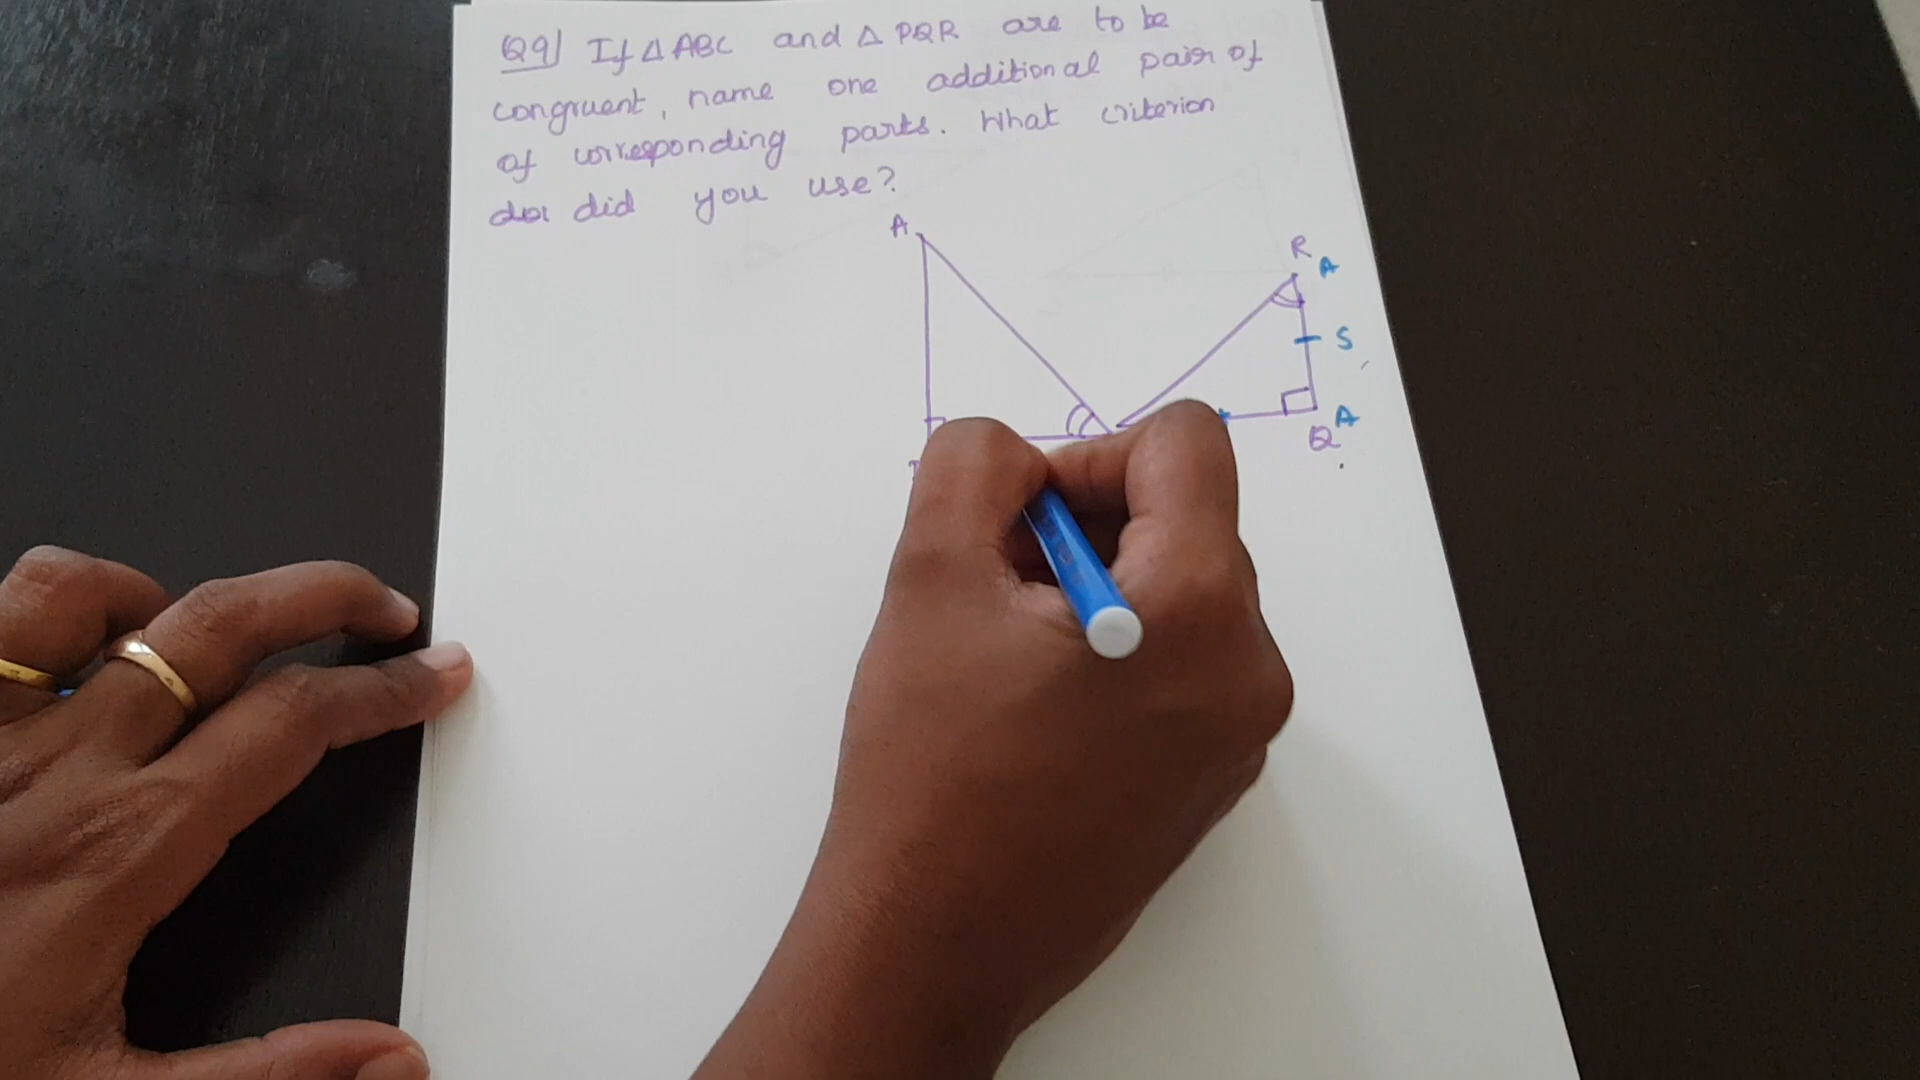 Q9) If △ ABC and △ PQR are to be
congruent, name one additional pair of
of corresponding parts. What criterion
did you use?
A
R A
S
A
Q